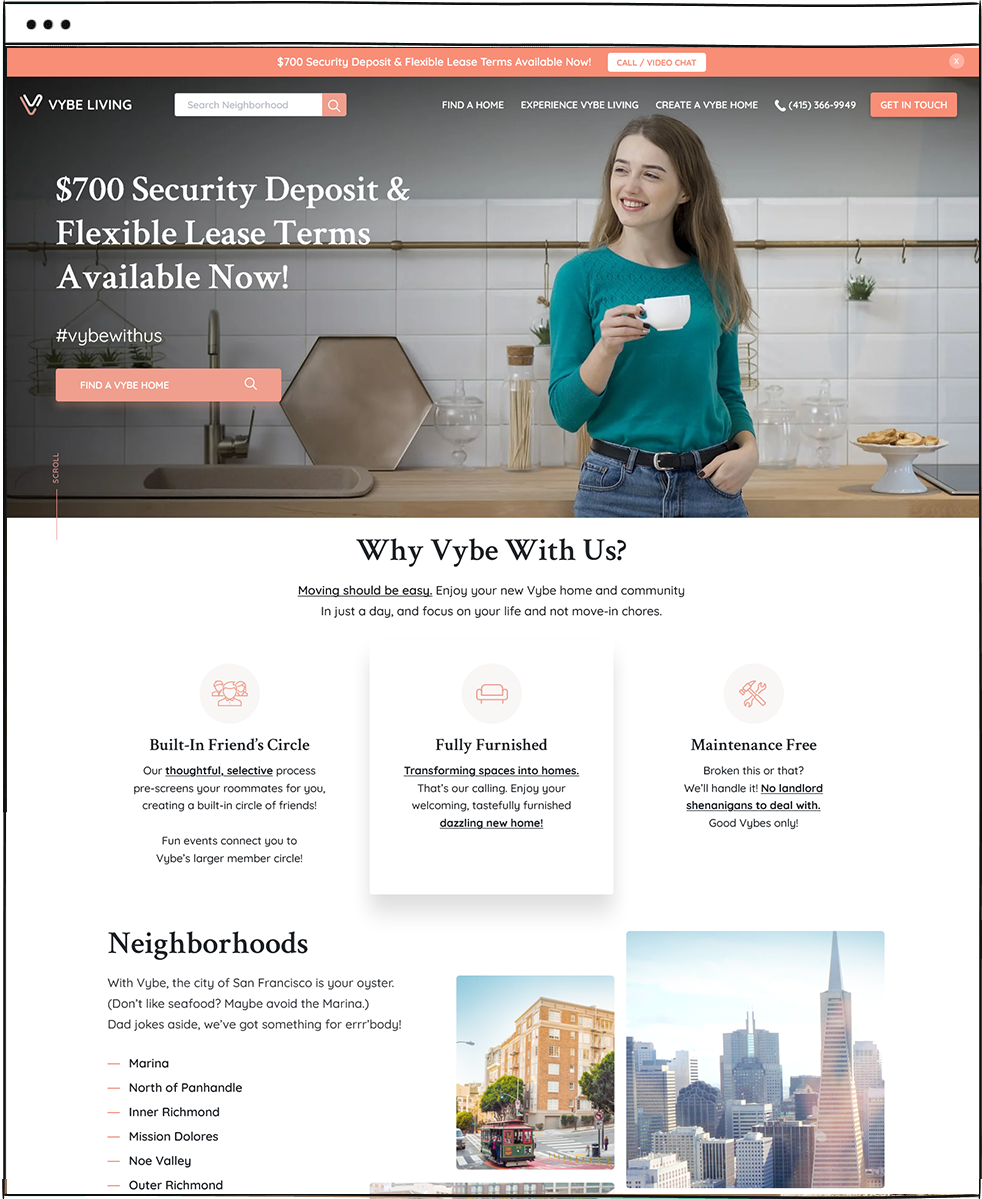 $700 Security Deposit & Flexible Lease Terms Available Now!
CALL / VIDEO CHAT
X
VYBE LIVING
Search Neighborhood
FIND A HOME
EXPERIENCE VYBE LIVING
CREATE A VYBE HOME
(415) 366-9949
GET IN TOUCH
$700 Security Deposit &
Flexible Lease Terms
Available Now!
#vybewithus
FIND A VYBE HOME
SCROLL
Why Vybe With Us?
Moving should be easy. Enjoy your new Vybe home and community
In just a day, and focus on your life and not move-in chores.
Built-In Friend's Circle
Our thoughtful, selective process
pre-screens your roommates for you,
creating a built-in circle of friends!
Fun events connect you to
Vybe's larger member circle!
Fully Furnished
Transforming spaces into homes.
That's our calling. Enjoy your
welcoming, tastefully furnished
dazzling new home!
Maintenance Free
Broken this or that?
We'll handle it! No landlord
shenanigans to deal with.
Good Vybes only!
Neighborhoods
With Vybe, the city of San Francisco is your oyster.
(Don't like seafood? Maybe avoid the Marina.)
Dad jokes aside, we've got something for errr'body!
Marina
North of Panhandle
Inner Richmond
Mission Dolores
Noe Valley
Outer Richmond